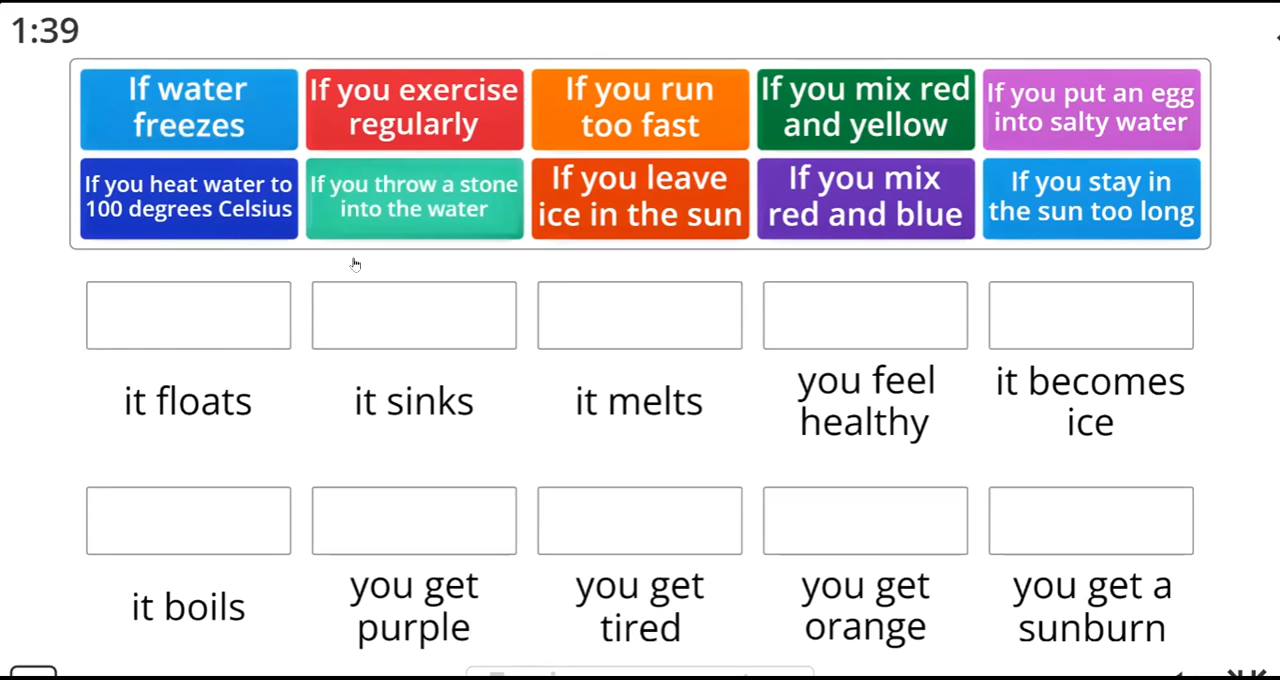 1:39
If water
freezes
If you exercise
regularly
If you run
too fast
If you mix red
and yellow
If you put an egg
into salty water
If you heat water to
100 degrees Celsius
If you throw a stone
into the water
If you leave
ice in the sun
If you mix
red and blue
If you stay in
the sun too long
it floats
it sinks
it melts
you feel
healthy
it becomes
ice
it boils
you get
purple
you get
tired
you get
orange
you get a
sunburn